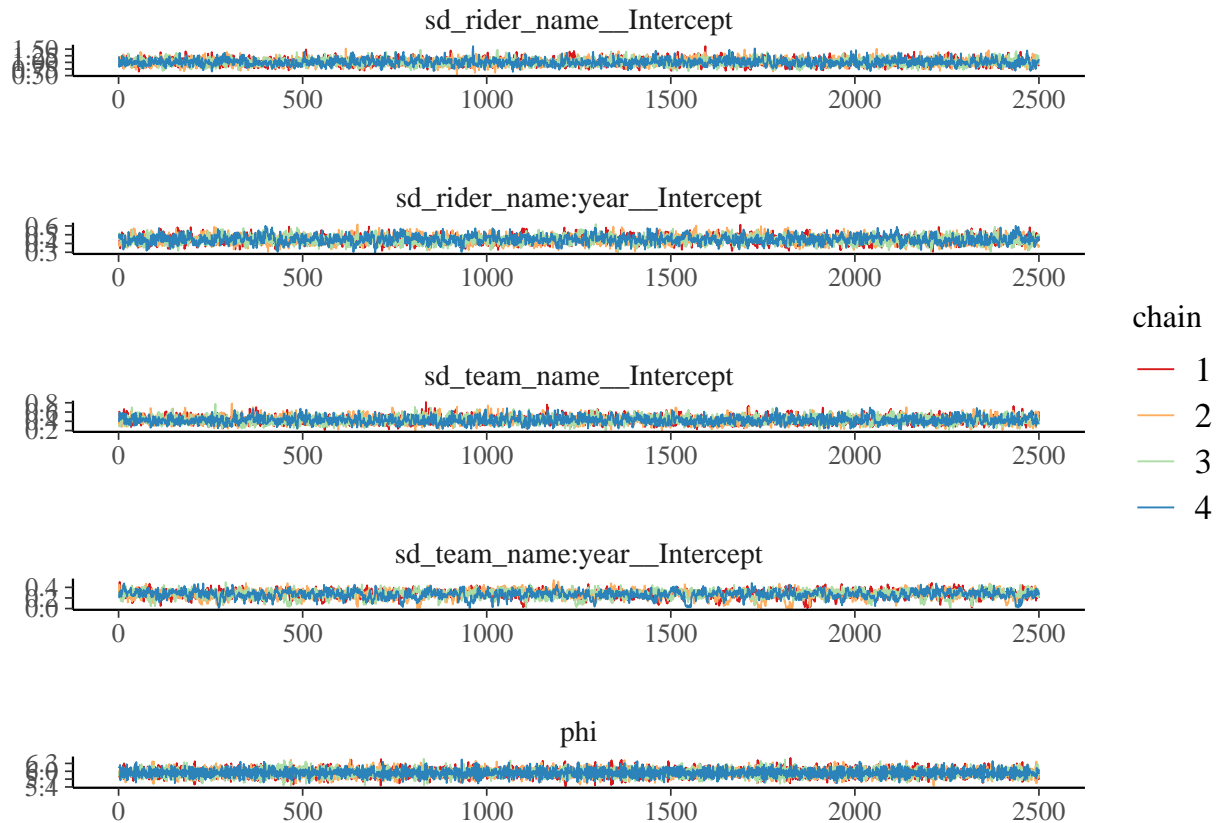 sd_rider_name__Intercept
1.50
0 500 1000 1500 2000 2500
sd_rider_name:year__Intercept
0.6
0.3
0 500 1000 1500 2000 2500
sd_team_name__Intercept
0.8
0.2
0 500 1000 1500 2000 2500
sd_team_name:year__Intercept
0.4
0.0
0 500 1000 1500 2000 2500
phi
5.4
0 500 1000 1500 2000 2500
chain
1
2
3
4